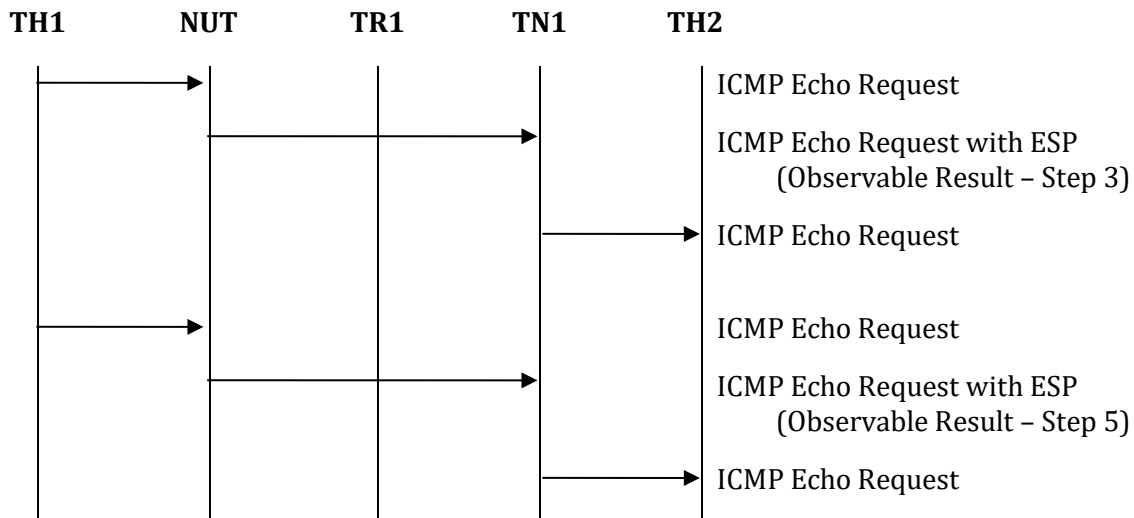 TH1 NUT TR1 TN1 TH2
ICMP Echo Request
ICMP Echo Request with ESP
(Observable Result – Step 3)
ICMP Echo Request
ICMP Echo Request
ICMP Echo Request with ESP
(Observable Result – Step 5)
ICMP Echo Request